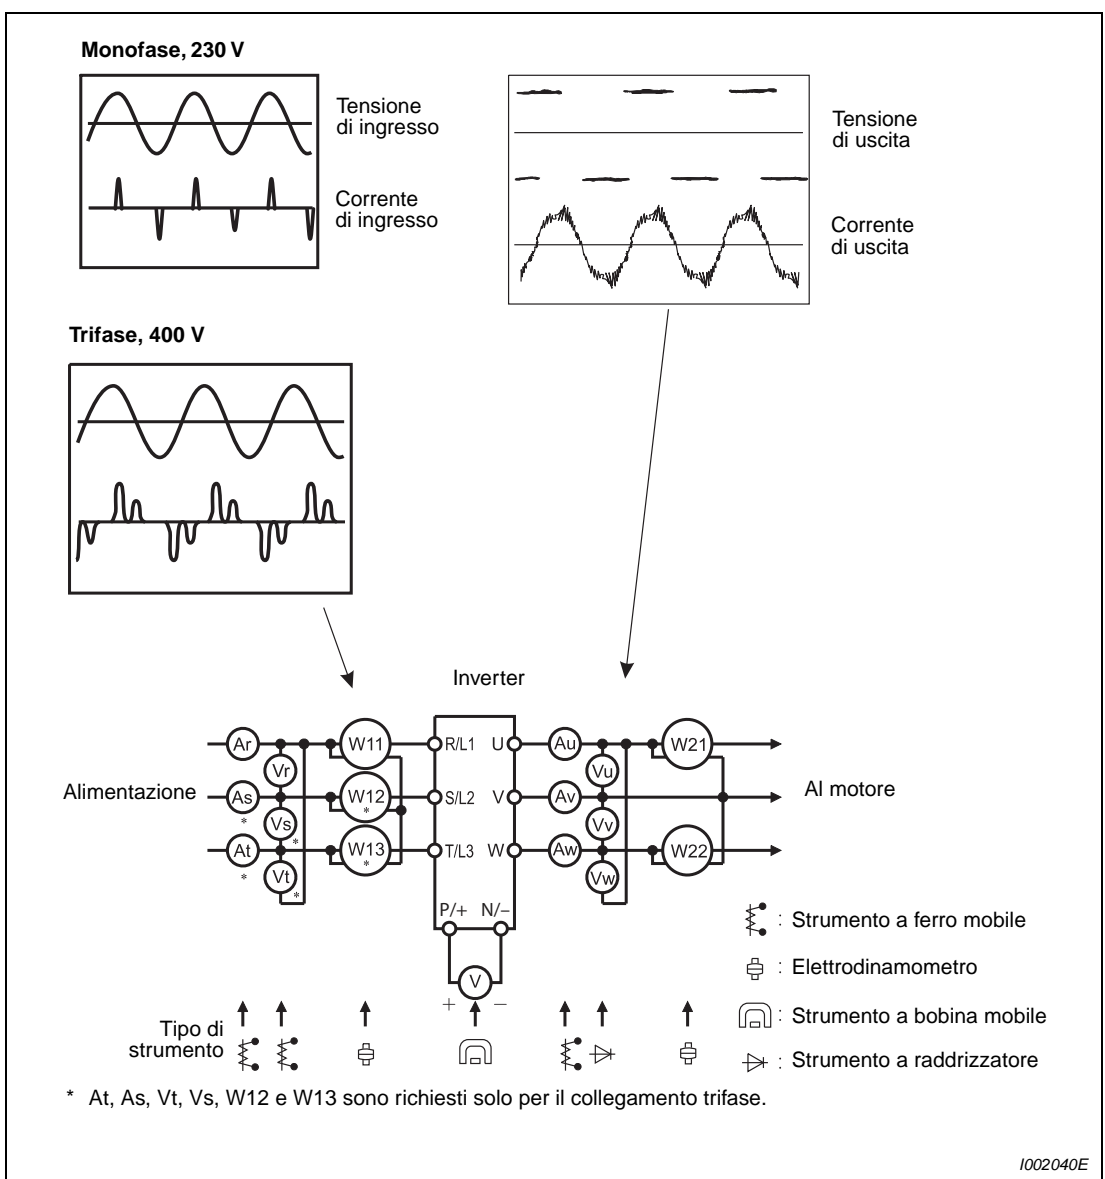 Monofase, 230 V
Tensione
di ingresso
Corrente
di ingresso
Tensione
di uscita
Corrente
di uscita
Trifase, 400 V
Inverter
Ar W11 R/L1 U Au W21
Vr Vu
Alimentazione As W12 S/L2 V Av Al motore
* Vs * Vv
At * W13 T/L3 W Aw W22
* Vt * * Vw
P/+ N/–
V
+ –
: Strumento a ferro mobile
: Elettrodinamometro
: Strumento a bobina mobile
: Strumento a raddrizzatore
Tipo di
strumento
* At, As, Vt, Vs, W12 e W13 sono richiesti solo per il collegamento trifase.
I002040E